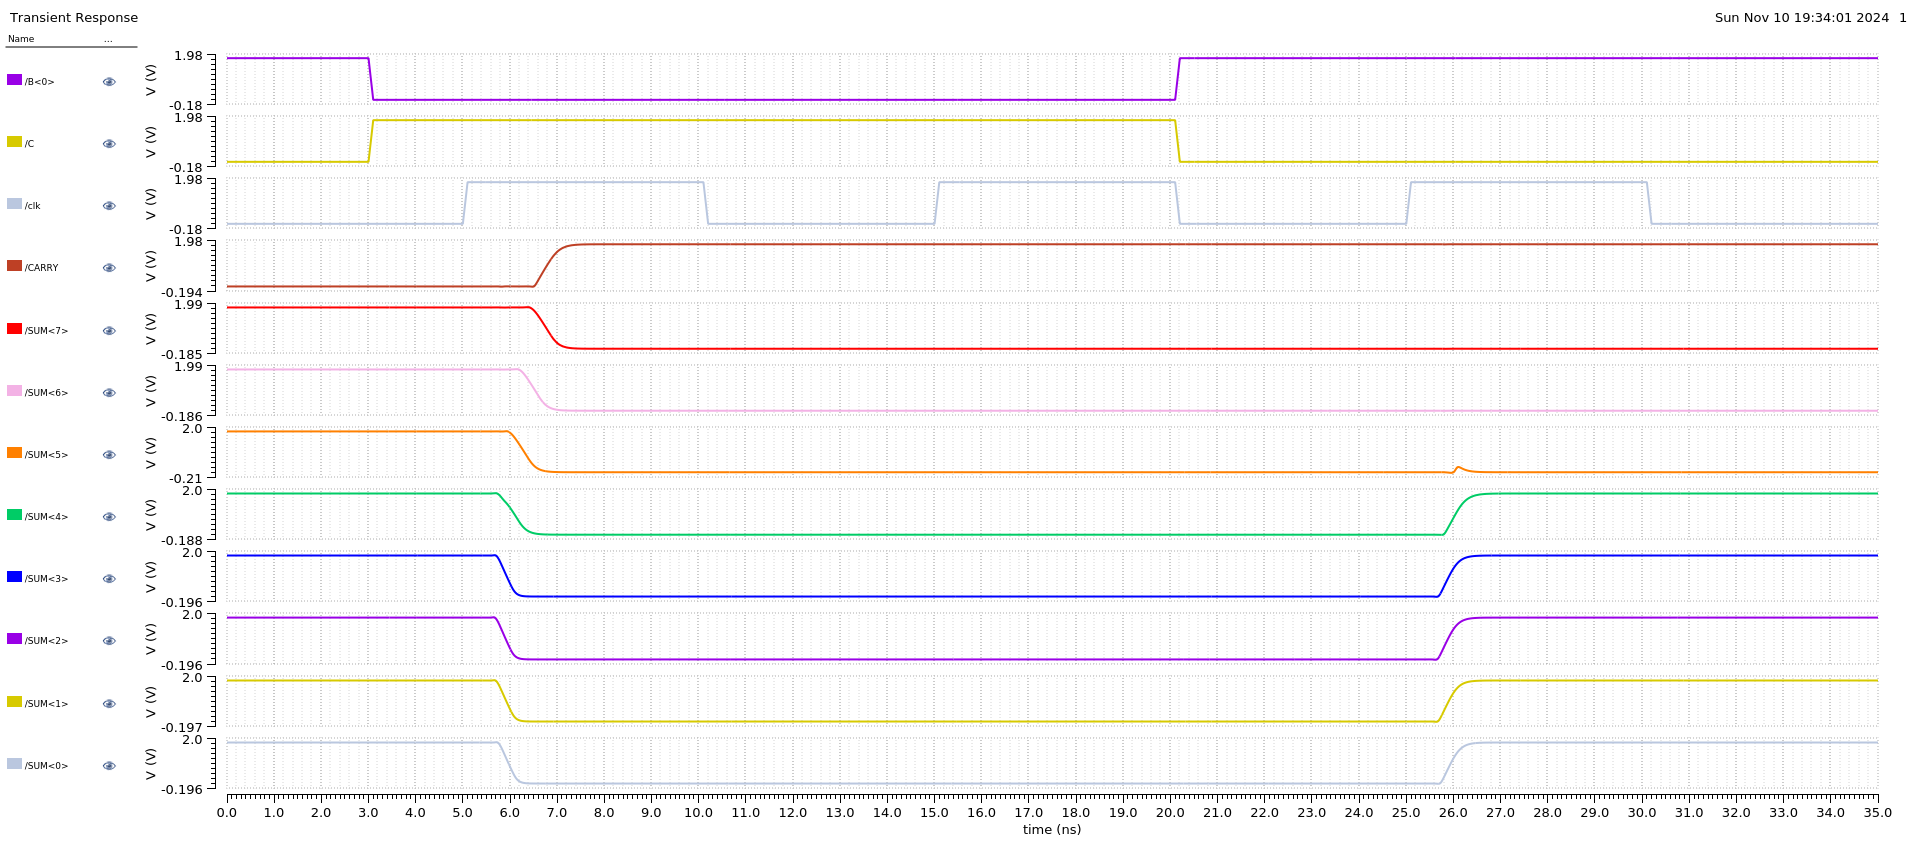 Transient Response
Sun Nov 10 19:34:01 2024 1
Name ...
/B<0>
V (V)
1.98
-0.18
/C
V (V)
1.98
-0.18
/clk
V (V)
1.98
-0.18
/CARRY
V (V)
1.98
-0.194
/SUM<7>
V (V)
1.99
-0.185
/SUM<6>
V (V)
1.99
-0.186
/SUM<5>
V (V)
2.0
-0.21
/SUM<4>
V (V)
2.0
-0.188
/SUM<3>
V (V)
2.0
-0.196
/SUM<2>
V (V)
2.0
-0.196
/SUM<1>
V (V)
2.0
-0.197
/SUM<0>
V (V)
2.0
-0.196
0.0 1.0 2.0 3.0 4.0 5.0 6.0 7.0 8.0 9.0 10.0 11.0 12.0 13.0 14.0 15.0 16.0 17.0 18.0 19.0 20.0 21.0 22.0 23.0 24.0 25.0 26.0 27.0 28.0 29.0 30.0 31.0 32.0 33.0 34.0 35.0
time (ns)